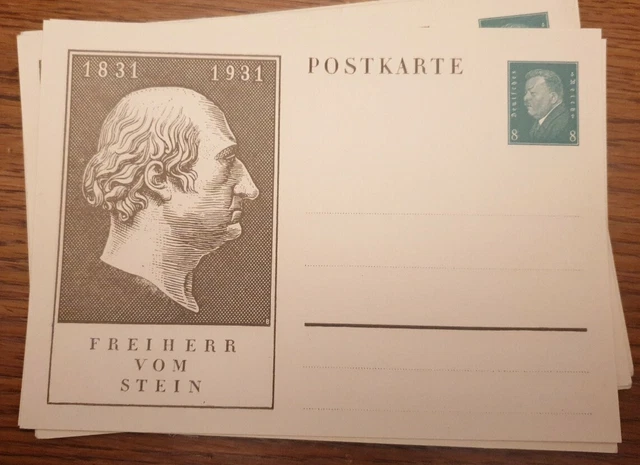 1831 1931
FREIHERR
VOM
STEIN
POSTKARTE
Deutsches Reich
8 8